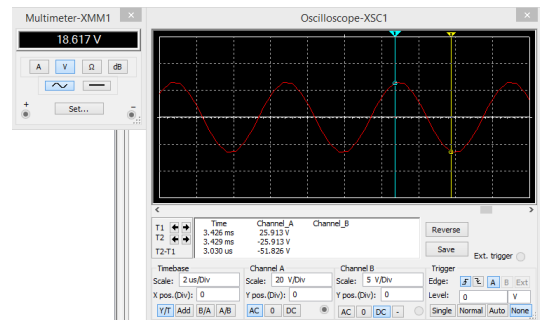 Multimeter-XMM1
18.617 V
A V Ω dB
+ Set... -
Oscilloscope-XSC1
1 2
Time Channel_A Channel_B
T1 3.426 ms 25.913 V
T2 3.429 ms -25.913 V
T2-T1 3.030 us -51.826 V
Reverse
Save
Ext. trigger
Timebase Channel A Channel B Trigger
Scale: 2 us/Div Scale: 20 V/Div Scale: 5 V/Div Edge: A B Ext
X pos.(Div): 0 Y pos.(Div): 0 Y pos.(Div): 0 Level: 0 V
Y/T Add B/A A/B AC 0 DC AC 0 DC - Single Normal Auto None